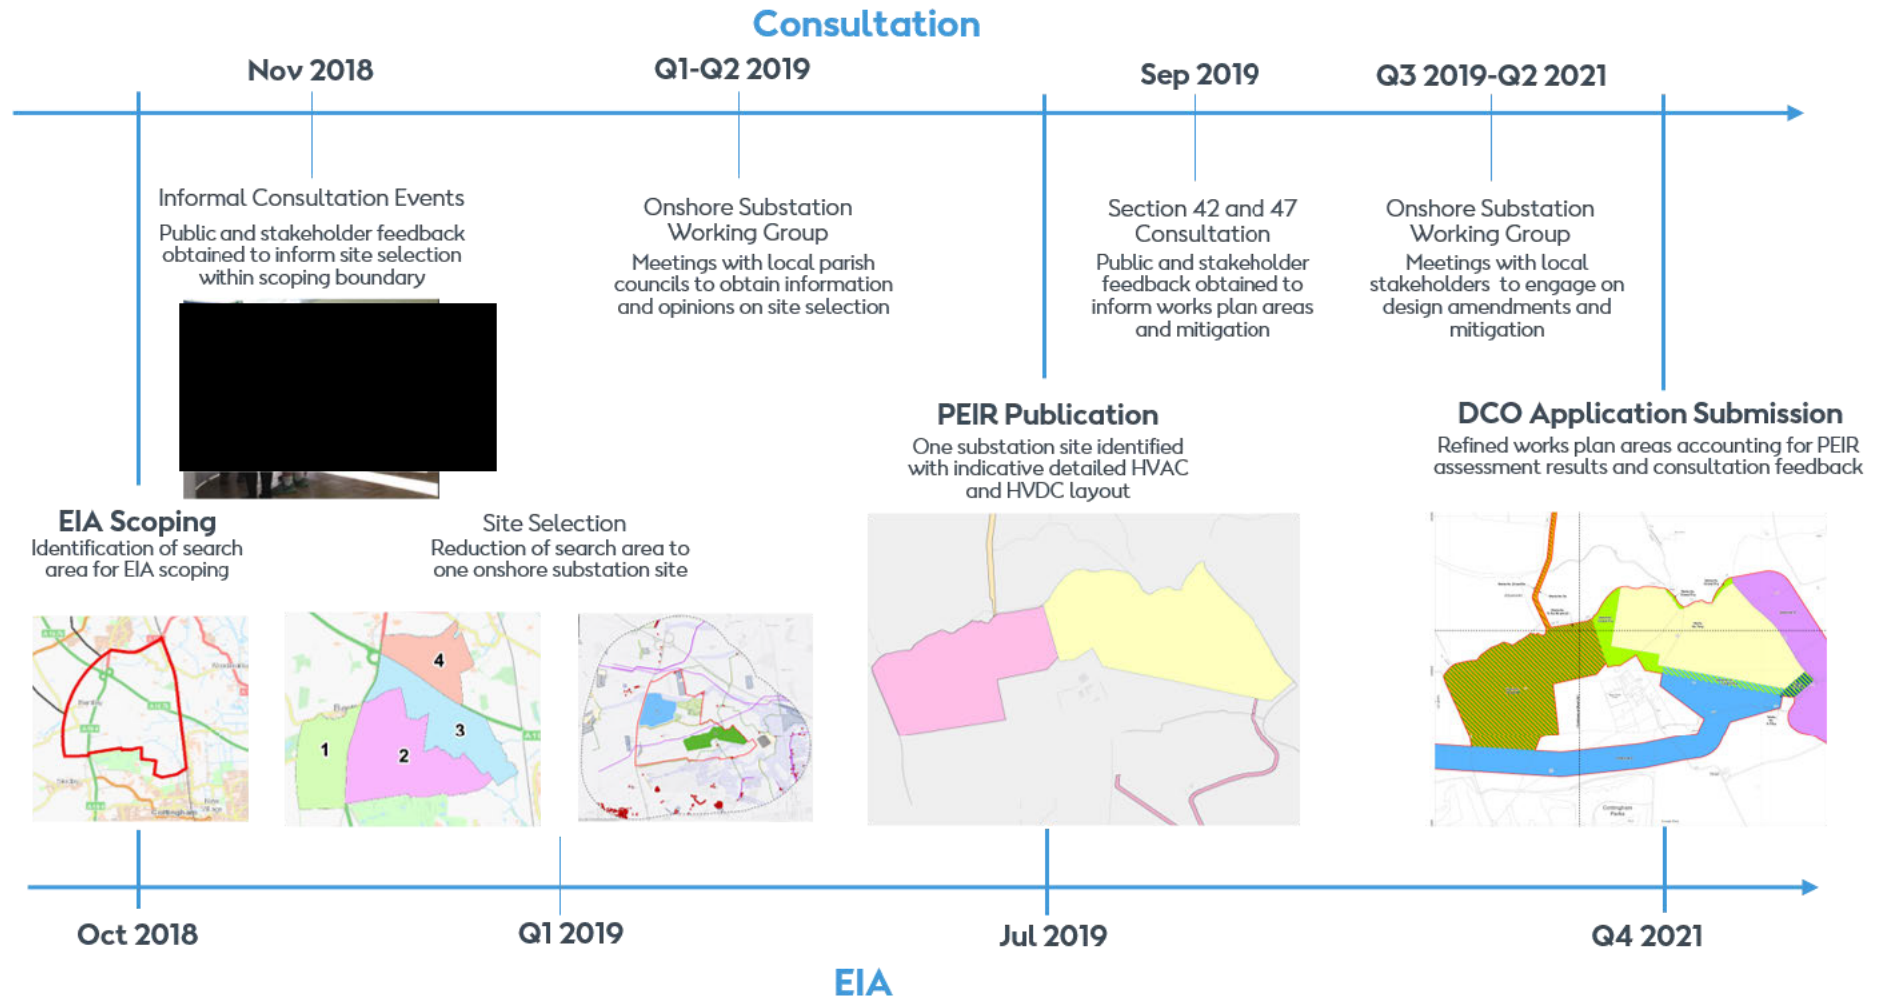 Consultation
Nov 2018
Q1-Q2 2019
Sep 2019
Q3 2019-Q2 2021
Informal Consultation Events
Public and stakeholder feedback
obtained to inform site selection
within scoping boundary
Onshore Substation
Working Group
Meetings with local parish
councils to obtain information
and opinions on site selection
Section 42 and 47
Consultation
Public and stakeholder
feedback obtained to
inform works plan areas
and mitigation
Onshore Substation
Working Group
Meetings with local
stakeholders to engage on
design amendments and
mitigation
EIA Scoping
Identification of search
area for EIA scoping
Site Selection
Reduction of search area to
one onshore substation site
PEIR Publication
One substation site identified
with indicative detailed HVAC
and HVDC layout
DCO Application Submission
Refined works plan areas accounting for PEIR
assessment results and consultation feedback
Cottingham
1
2
3
4
Cottingham
Parks
Oct 2018
Q1 2019
Jul 2019
Q4 2021
EIA